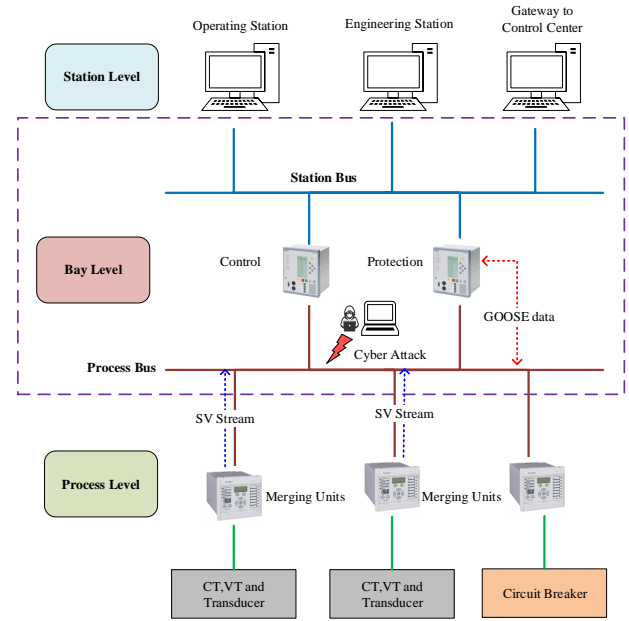 Operating Station
Engineering Station
Gateway to
Control Center
Station Level
Station Bus
Bay Level
Control
Protection
GOOSE data
Cyber Attack
Process Bus
SV Stream
SV Stream
Process Level
Merging Units
Merging Units
CT,VT and
Transducer
CT,VT and
Transducer
Circuit Breaker